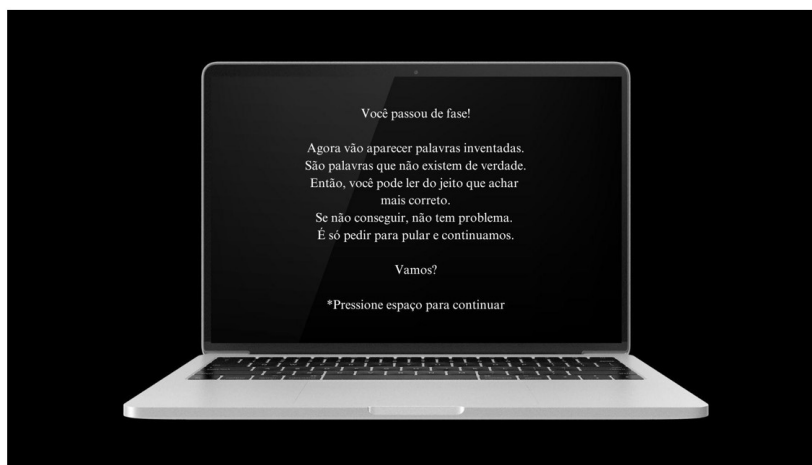 Você passou de fase!
Agora vão aparecer palavras inventadas.
São palavras que não existem de verdade.
Então, você pode ler do jeito que achar
mais correto.
Se não conseguir, não tem problema.
É só pedir para pular e continuamos.
Vamos?
*Pressione espaço para continuar